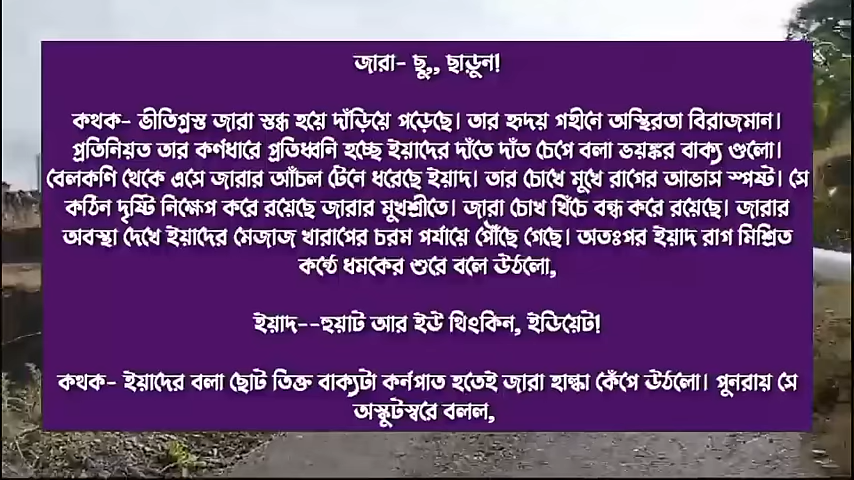 জারা- ছু,, ছাড়ুন!
কথক- ভীতিগ্রস্ত জারা স্তব্ধ হয়ে দাঁড়িয়ে পড়েছে। তার হৃদয় গহীনে অস্থিরতা বিরাজমান।
প্রতিনিয়ত তার কর্ণধারে প্রতিধ্বনি হচ্ছে ইয়াদের দাঁতে দাঁত চেপে বলা ভয়ঙ্কর বাক্য গুলো।
বেলকণি থেকে এসে জারার আঁচল টেনে ধরেছে ইয়াদ। তার চোখে মুখে রাগের আভাস স্পষ্ট। সে
কঠিন দৃষ্টি নিক্ষেপ করে রয়েছে জারার মুখশ্রীতে। জারা চোখ খিঁচে বন্ধ করে রয়েছে। জারার
অবস্থা দেখে ইয়াদের মেজাজ খারাপের চরম পর্যায়ে পৌঁছে গেছে। অতঃপর ইয়াদ রাগ মিশ্রিত
কন্ঠে ধমকের শুরে বলে উঠলো,
ইয়াদ--হুয়াট আর ইউ থিংকিন, ইডিয়েট!
কথক- ইয়াদের বলা ছোট তিক্ত বাক্যটা কর্নপাত হতেই জারা হাল্কা কেঁপে উঠলো। পুনরায় সে
অস্কুটস্বরে বলল,